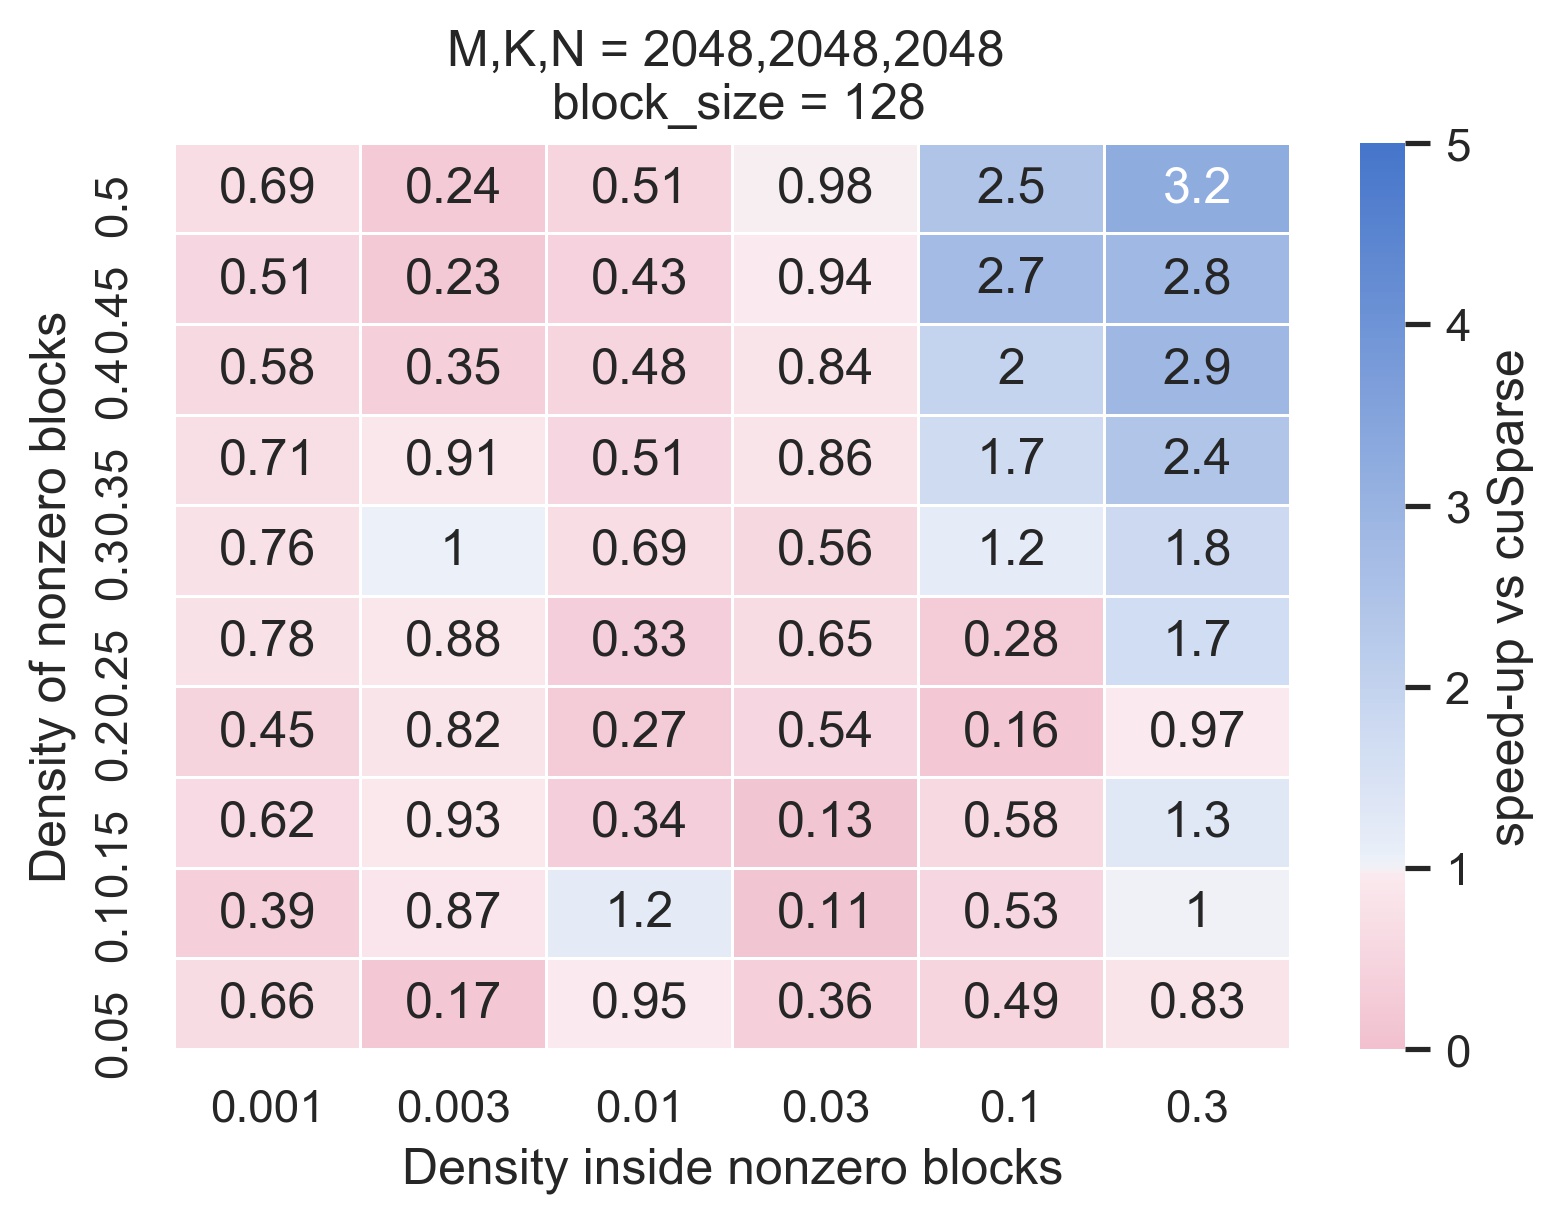 M,K,N = 2048,2048,2048
block_size = 128
Density of nonzero blocks
0.5 0.69 0.24 0.51 0.98 2.5 3.2
0.45 0.51 0.23 0.43 0.94 2.7 2.8
0.4 0.58 0.35 0.48 0.84 2 2.9
0.35 0.71 0.91 0.51 0.86 1.7 2.4
0.30 0.76 1 0.69 0.56 1.2 1.8
0.25 0.78 0.88 0.33 0.65 0.28 1.7
0.20 0.45 0.82 0.27 0.54 0.16 0.97
0.15 0.62 0.93 0.34 0.13 0.58 1.3
0.10 0.39 0.87 1.2 0.11 0.53 1
0.05 0.66 0.17 0.95 0.36 0.49 0.83
0.001 0.003 0.01 0.03 0.1 0.3
Density inside nonzero blocks
5
4
3
2
1
0
speed-up vs cuSparse